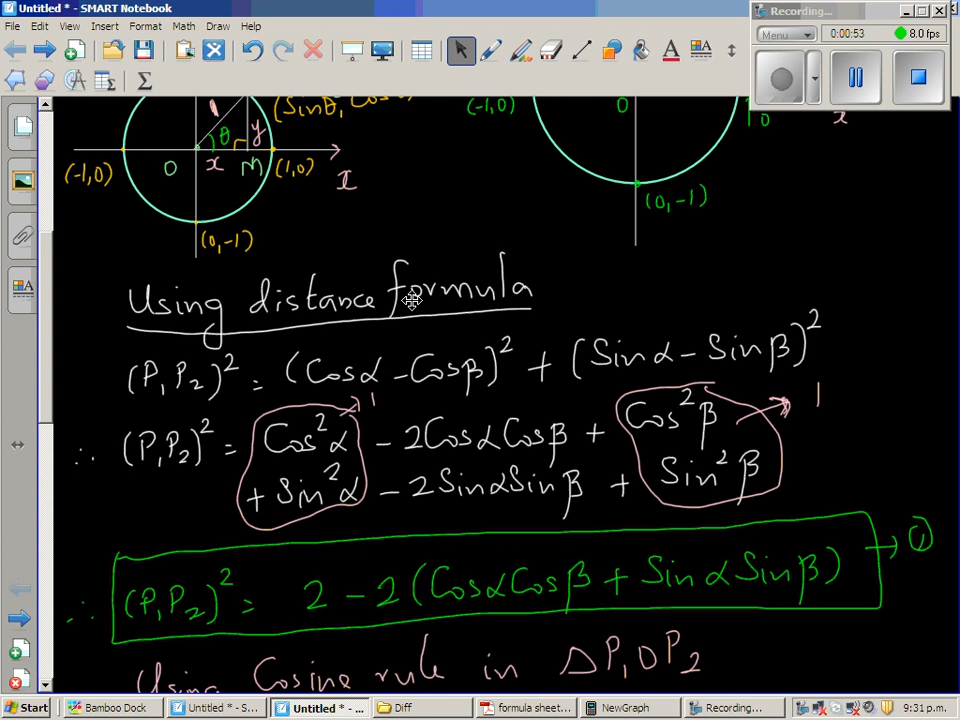 Untitled * - SMART Notebook
File Edit View Insert Format Math Draw Help
Recording...
Menu
0:00:53
8.0 fps
1
θ
y
x
O
M
(-1,0)
(1,0)
x
(0,-1)
(-1,0)
0
x
(0,-1)
Using distance formula
(P₁P₂)² = (Cosα - Cosβ)² + (Sinα - Sinβ)²
∴ (P₁P₂)² = Cos²α - 2CosαCosβ + Cos²β → 1
+ Sin²α - 2SinαSinβ + Sin²β
1
∴ (P₁P₂)² = 2 - 2(CosαCosβ + SinαSinβ) → ①
Using Cosine rule in ΔP₁OP₂
Start
Bamboo Dock
Untitled * - S...
Untitled * - ...
Diff
formula sheet...
NewGraph
Recording...
9:31 p.m.